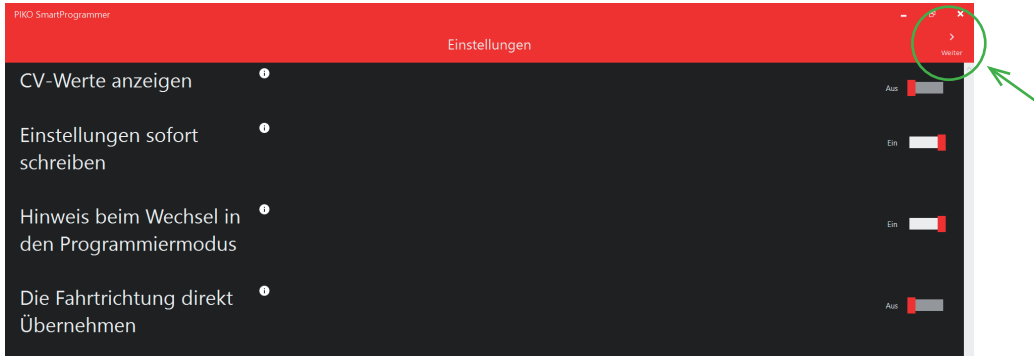 PIKO SmartProgrammer
Einstellungen
Weiter
CV-Werte anzeigen
Aus
Einstellungen sofort
schreiben
Ein
Hinweis beim Wechsel in
den Programmiermodus
Ein
Die Fahrtrichtung direkt
Übernehmen
Aus